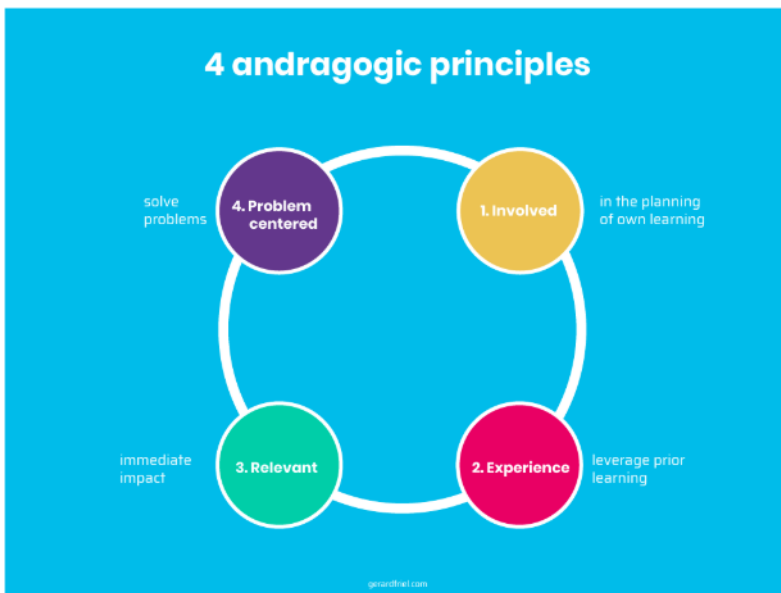 4 andragogic principles
1. Involved
in the planning
of own learning
2. Experience
leverage prior
learning
3. Relevant
immediate
impact
4. Problem
centered
solve
problems
gerardfriel.com